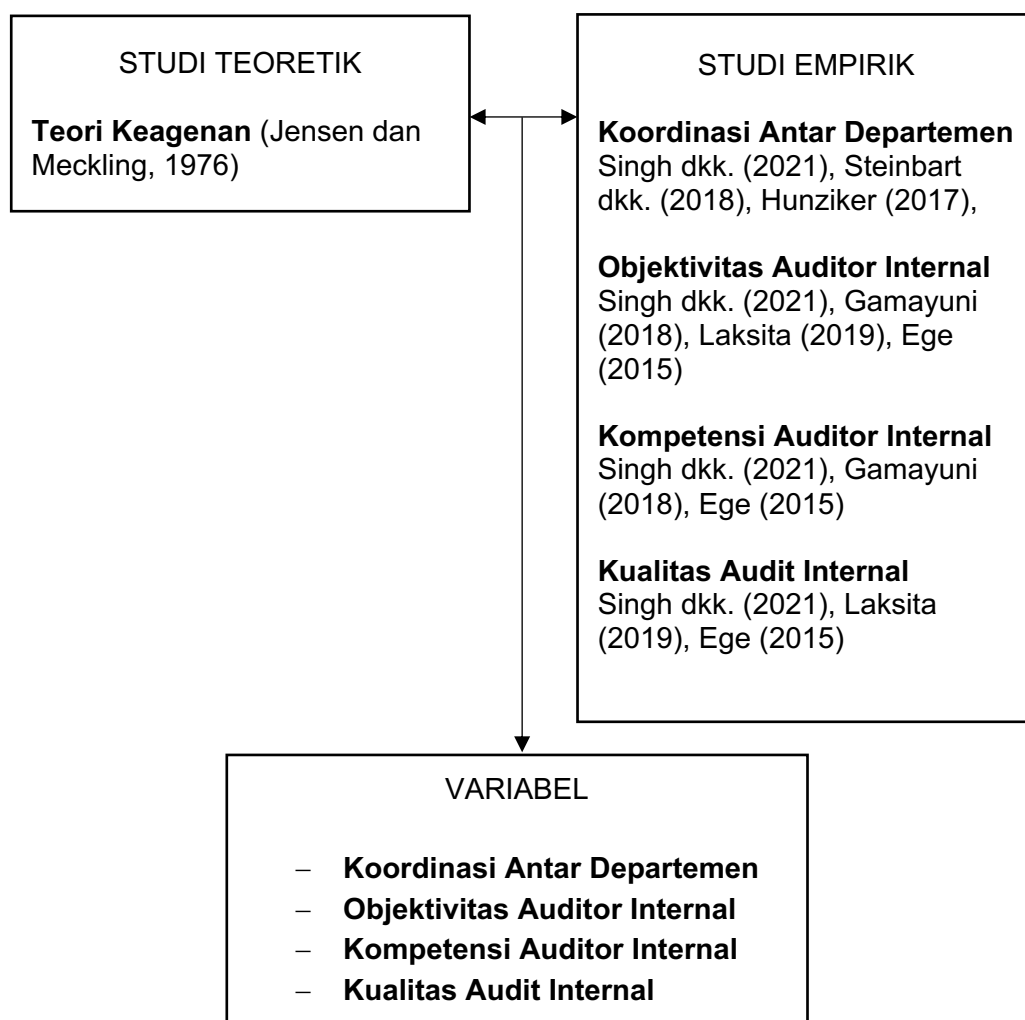 STUDI TEORETIK
Teori Keagenan (Jensen dan
Meckling, 1976)
STUDI EMPIRIK
Koordinasi Antar Departemen
Singh dkk. (2021), Steinbart
dkk. (2018), Hunziker (2017),
Objektivitas Auditor Internal
Singh dkk. (2021), Gamayuni
(2018), Laksita (2019), Ege
(2015)
Kompetensi Auditor Internal
Singh dkk. (2021), Gamayuni
(2018), Ege (2015)
Kualitas Audit Internal
Singh dkk. (2021), Laksita
(2019), Ege (2015)
VARIABEL
– Koordinasi Antar Departemen
– Objektivitas Auditor Internal
– Kompetensi Auditor Internal
– Kualitas Audit Internal